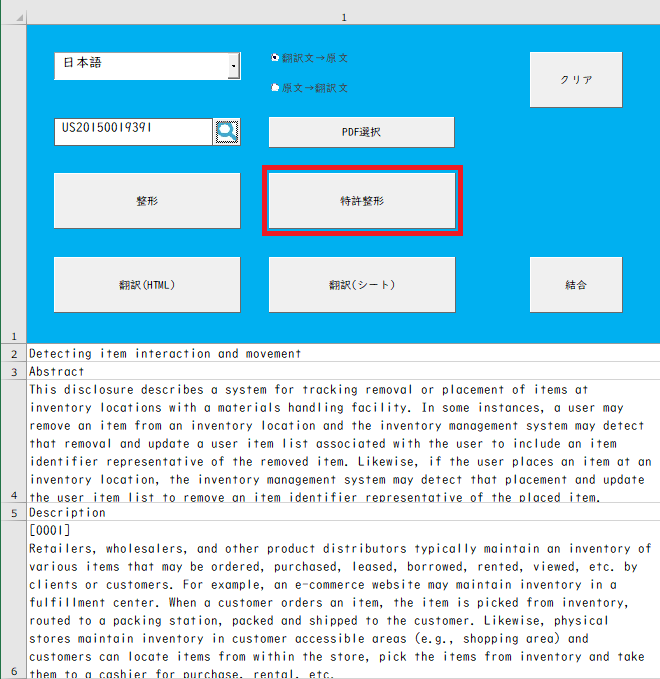 1
日本語
翻訳文→原文
原文→翻訳文
クリア
US20150019391
PDF選択
整形
特許整形
翻訳(HTML)
翻訳(シート)
結合
1
2 Detecting item interaction and movement
3 Abstract
This disclosure describes a system for tracking removal or placement of items at
inventory locations with a materials handling facility. In some instances, a user may
remove an item from an inventory location and the inventory management system may detect
that removal and update a user item list associated with the user to include an item
identifier representative of the removed item. Likewise, if the user places an item at an
inventory location, the inventory management system may detect that placement and update
4 the user item list to remove an item identifier representative of the placed item.
5 Description
[0001]
Retailers, wholesalers, and other product distributors typically maintain an inventory of
various items that may be ordered, purchased, leased, borrowed, rented, viewed, etc. by
clients or customers. For example, an e-commerce website may maintain inventory in a
fulfillment center. When a customer orders an item, the item is picked from inventory,
routed to a packing station, packed and shipped to the customer. Likewise, physical
stores maintain inventory in customer accessible areas (e.g., shopping area) and
customers can locate items from within the store, pick the items from inventory and take
6 them to a cashier for purchase, rental, etc.